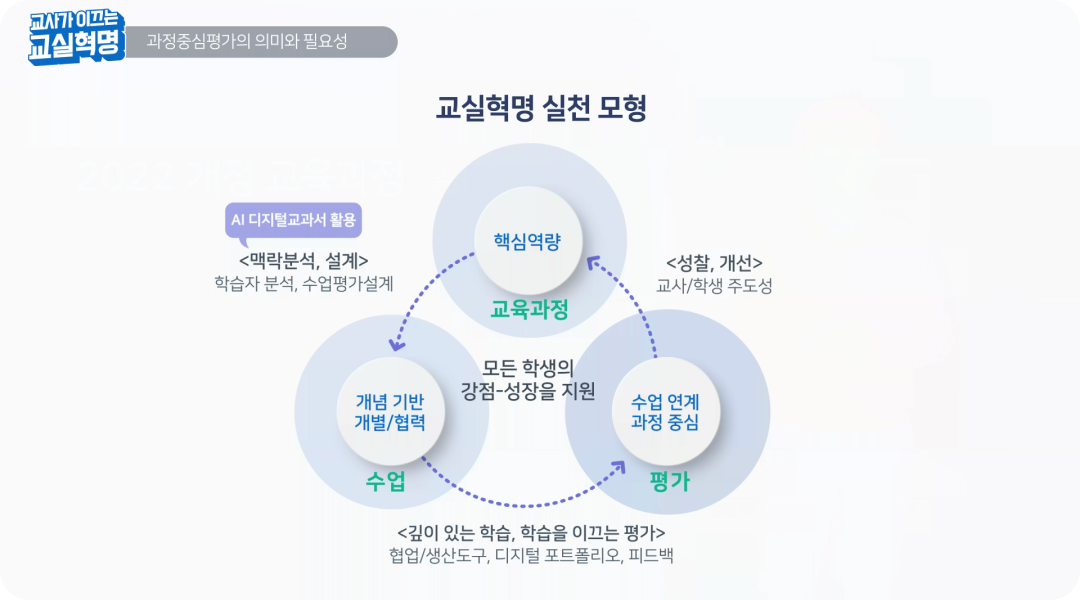 교사가 이끄는
교실혁명
과정중심평가의 의미와 필요성
교실혁명 실천 모형
2022 개정 교육과정
AI 디지털교과서 활용
<맥락분석, 설계>
학습자 분석, 수업평가설계
핵심역량
교육과정
<성찰, 개선>
교사/학생 주도성
모든 학생의
강점-성장을 지원
개념 기반
개별/협력
수업
수업 연계
과정 중심
평가
<깊이 있는 학습, 학습을 이끄는 평가>
협업/생산도구, 디지털 포트폴리오, 피드백